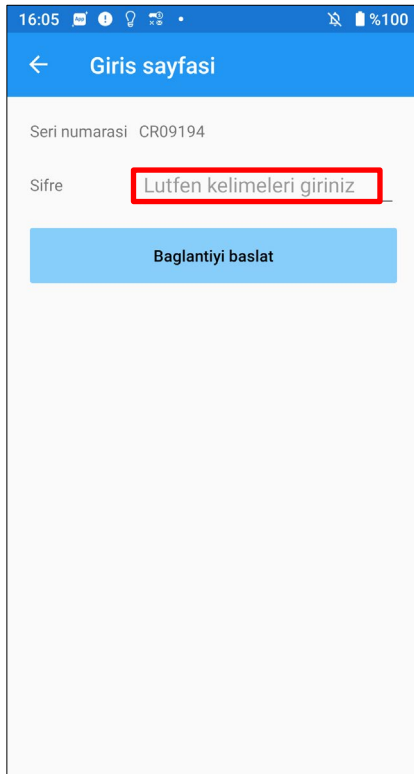 16:05 %100
Giris sayfasi
Seri numarasi CR09194
Sifre Lutfen kelimeleri giriniz
Baglantiyi baslat